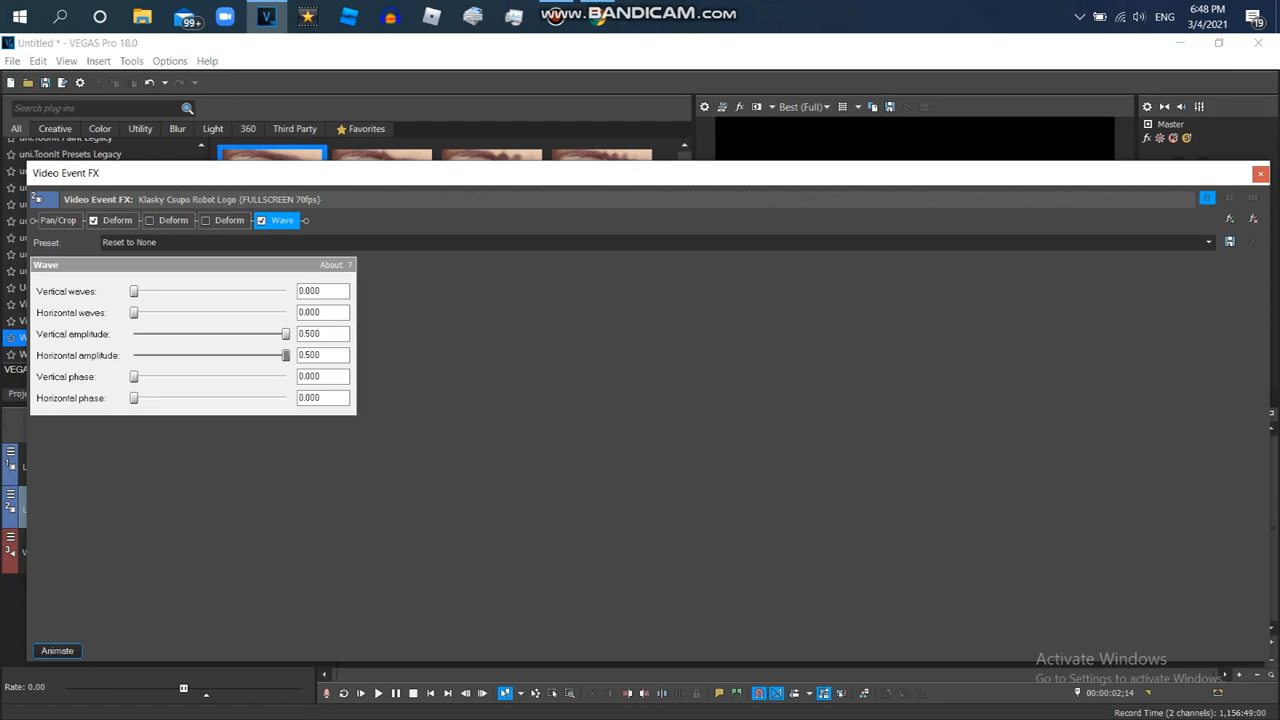 99+
www.BANDICAM.com
ENG
6:48 PM
3/4/2021
19
Untitled * - VEGAS Pro 18.0
File Edit View Insert Tools Options Help
Search plug-ins
Best (Full)
All Creative Color Utility Blur Light 360 Third Party Favorites
Master
fx
uni.ToonIt Presets Legacy
Video Event FX
Video Event FX: Klasky Csupo Robot Logo {FULLSCREEN 70fps}
Pan/Crop Deform Deform Deform Wave
Preset: Reset to None
Wave About ?
Vertical waves: 0.000
Horizontal waves: 0.000
Vertical amplitude: 0.500
Horizontal amplitude: 0.500
Vertical phase: 0.000
Horizontal phase: 0.000
1
2
3
Animate
Activate Windows
Go to Settings to activate Windows.
Rate: 0.00
00:00:02;14
Record Time (2 channels): 1,156:49:00